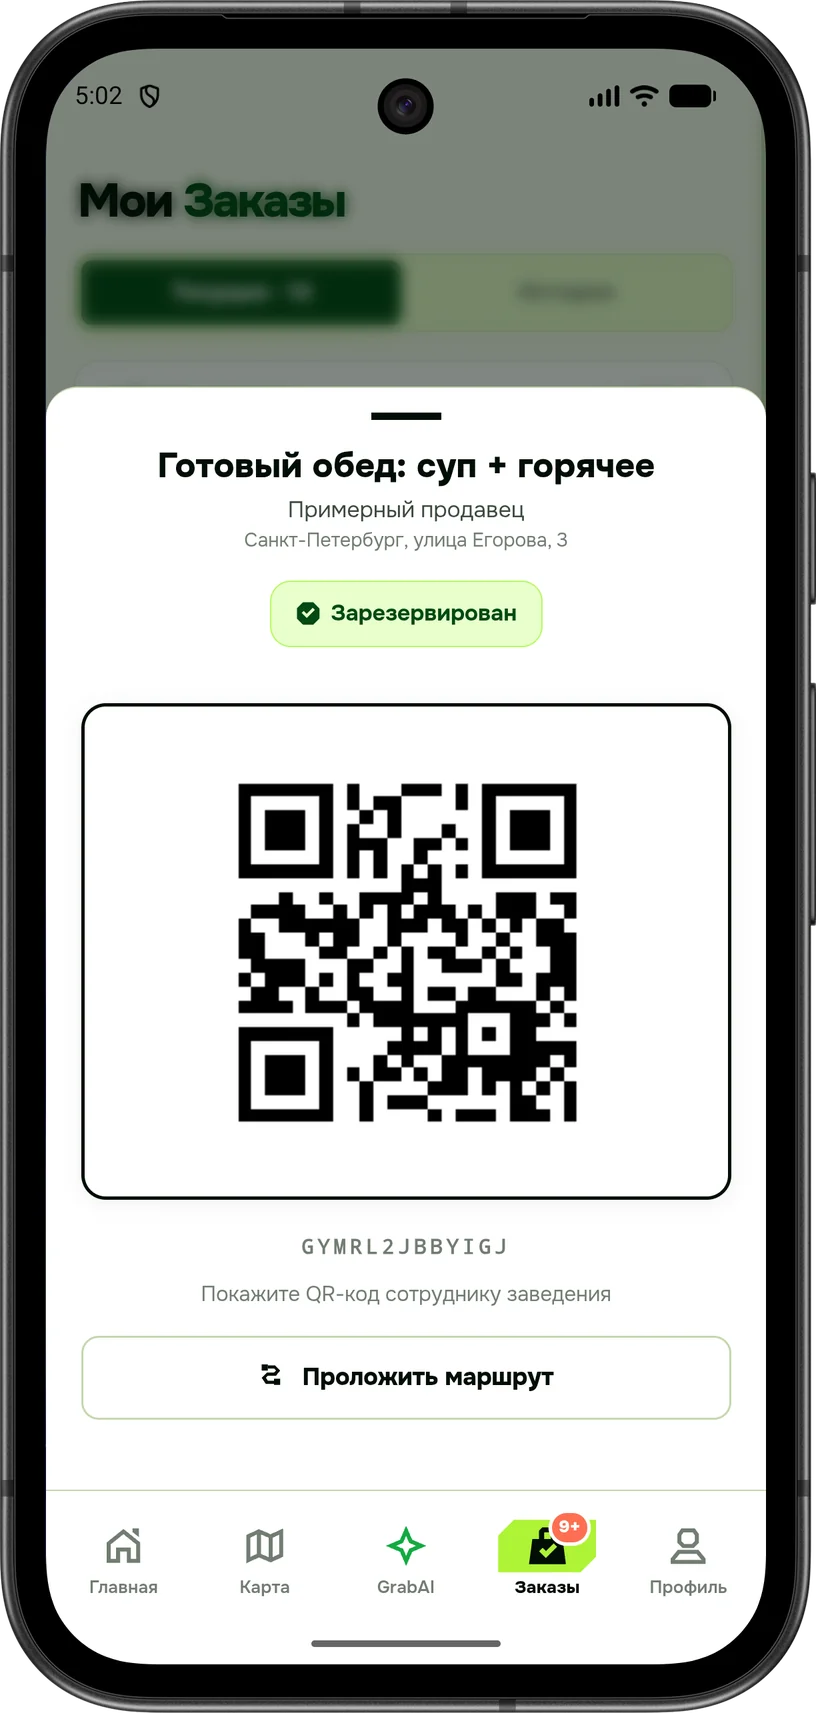 5:02
Мои Заказы
Готовый обед: суп + горячее
Примерный продавец
Санкт-Петербург, улица Егорова, 3
Зарезервирован
GYMRL2JBBYIGJ
Покажите QR-код сотруднику заведения
Проложить маршрут
9+
Главная
Карта
GrabAI
Заказы
Профиль